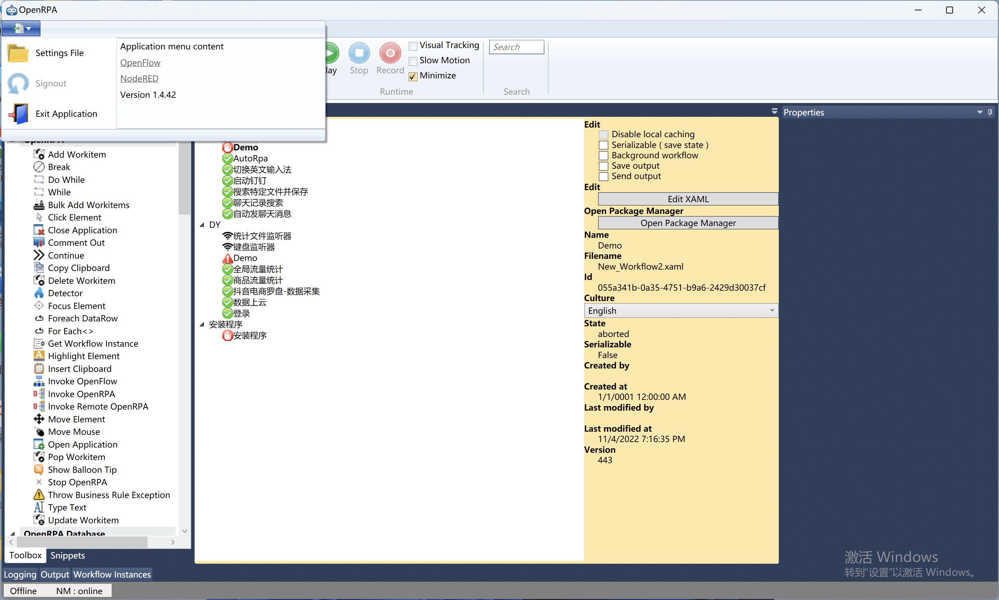 OpenRPA
Settings File
Signout
Exit Application
Application menu content
OpenFlow
NodeRED
Version 1.4.42
lay
Stop
Record
Visual Tracking
Slow Motion
Minimize
Runtime
Search
Search
OpenRPA
Add Workitem
Break
Do While
While
Bulk Add Workitems
Click Element
Close Application
Comment Out
Continue
Copy Clipboard
Delete Workitem
Detector
Focus Element
Foreach DataRow
For Each<>
Get Workflow Instance
Highlight Element
Insert Clipboard
Invoke OpenFlow
Invoke OpenRPA
Invoke Remote OpenRPA
Move Element
Move Mouse
Open Application
Pop Workitem
Show Balloon Tip
Stop OpenRPA
Throw Business Rule Exception
Type Text
Update Workitem
OpenRPA Database
Toolbox
Snippets
Demo
AutoRpa
切换英文输入法
启动钉钉
搜索特定文件并保存
聊天记录搜索
自动发聊天消息
DY
统计文件监听器
键盘监听器
Demo
全局流量统计
商品流量统计
抖音电商罗盘-数据采集
数据上云
登录
安装程序
安装程序
Edit
Disable local caching
Serializable ( save state )
Background workflow
Save output
Send output
Edit
Edit XAML
Open Package Manager
Open Package Manager
Name
Demo
Filename
New_Workflow2.xaml
Id
055a341b-0a35-4751-b9a6-2429d30037cf
Culture
English
State
aborted
Serializable
False
Created by
Created at
1/1/0001 12:00:00 AM
Last modified by
Last modified at
11/4/2022 7:16:35 PM
Version
443
Properties
激活 Windows
转到“设置”以激活 Windows。
Logging
Output
Workflow Instances
Offline
NM : online